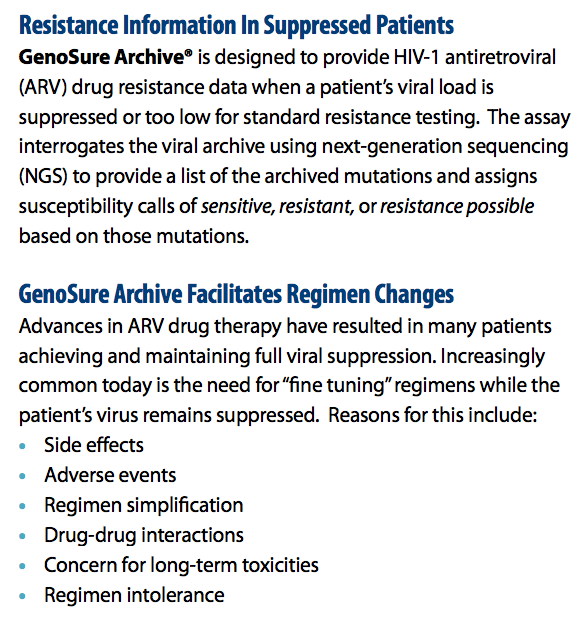 Resistance Information In Suppressed Patients
GenoSure Archive® is designed to provide HIV-1 antiretroviral
(ARV) drug resistance data when a patient’s viral load is
suppressed or too low for standard resistance testing.  The assay
interrogates the viral archive using next-generation sequencing
(NGS) to provide a list of the archived mutations and assigns
susceptibility calls of sensitive, resistant, or resistance possible
based on those mutations.
GenoSure Archive Facilitates Regimen Changes
Advances in ARV drug therapy have resulted in many patients
achieving and maintaining full viral suppression. Increasingly
common today is the need for “fine tuning” regimens while the
patient’s virus remains suppressed.  Reasons for this include:
• Side effects
• Adverse events
• Regimen simplification
• Drug-drug interactions
• Concern for long-term toxicities
• Regimen intolerance